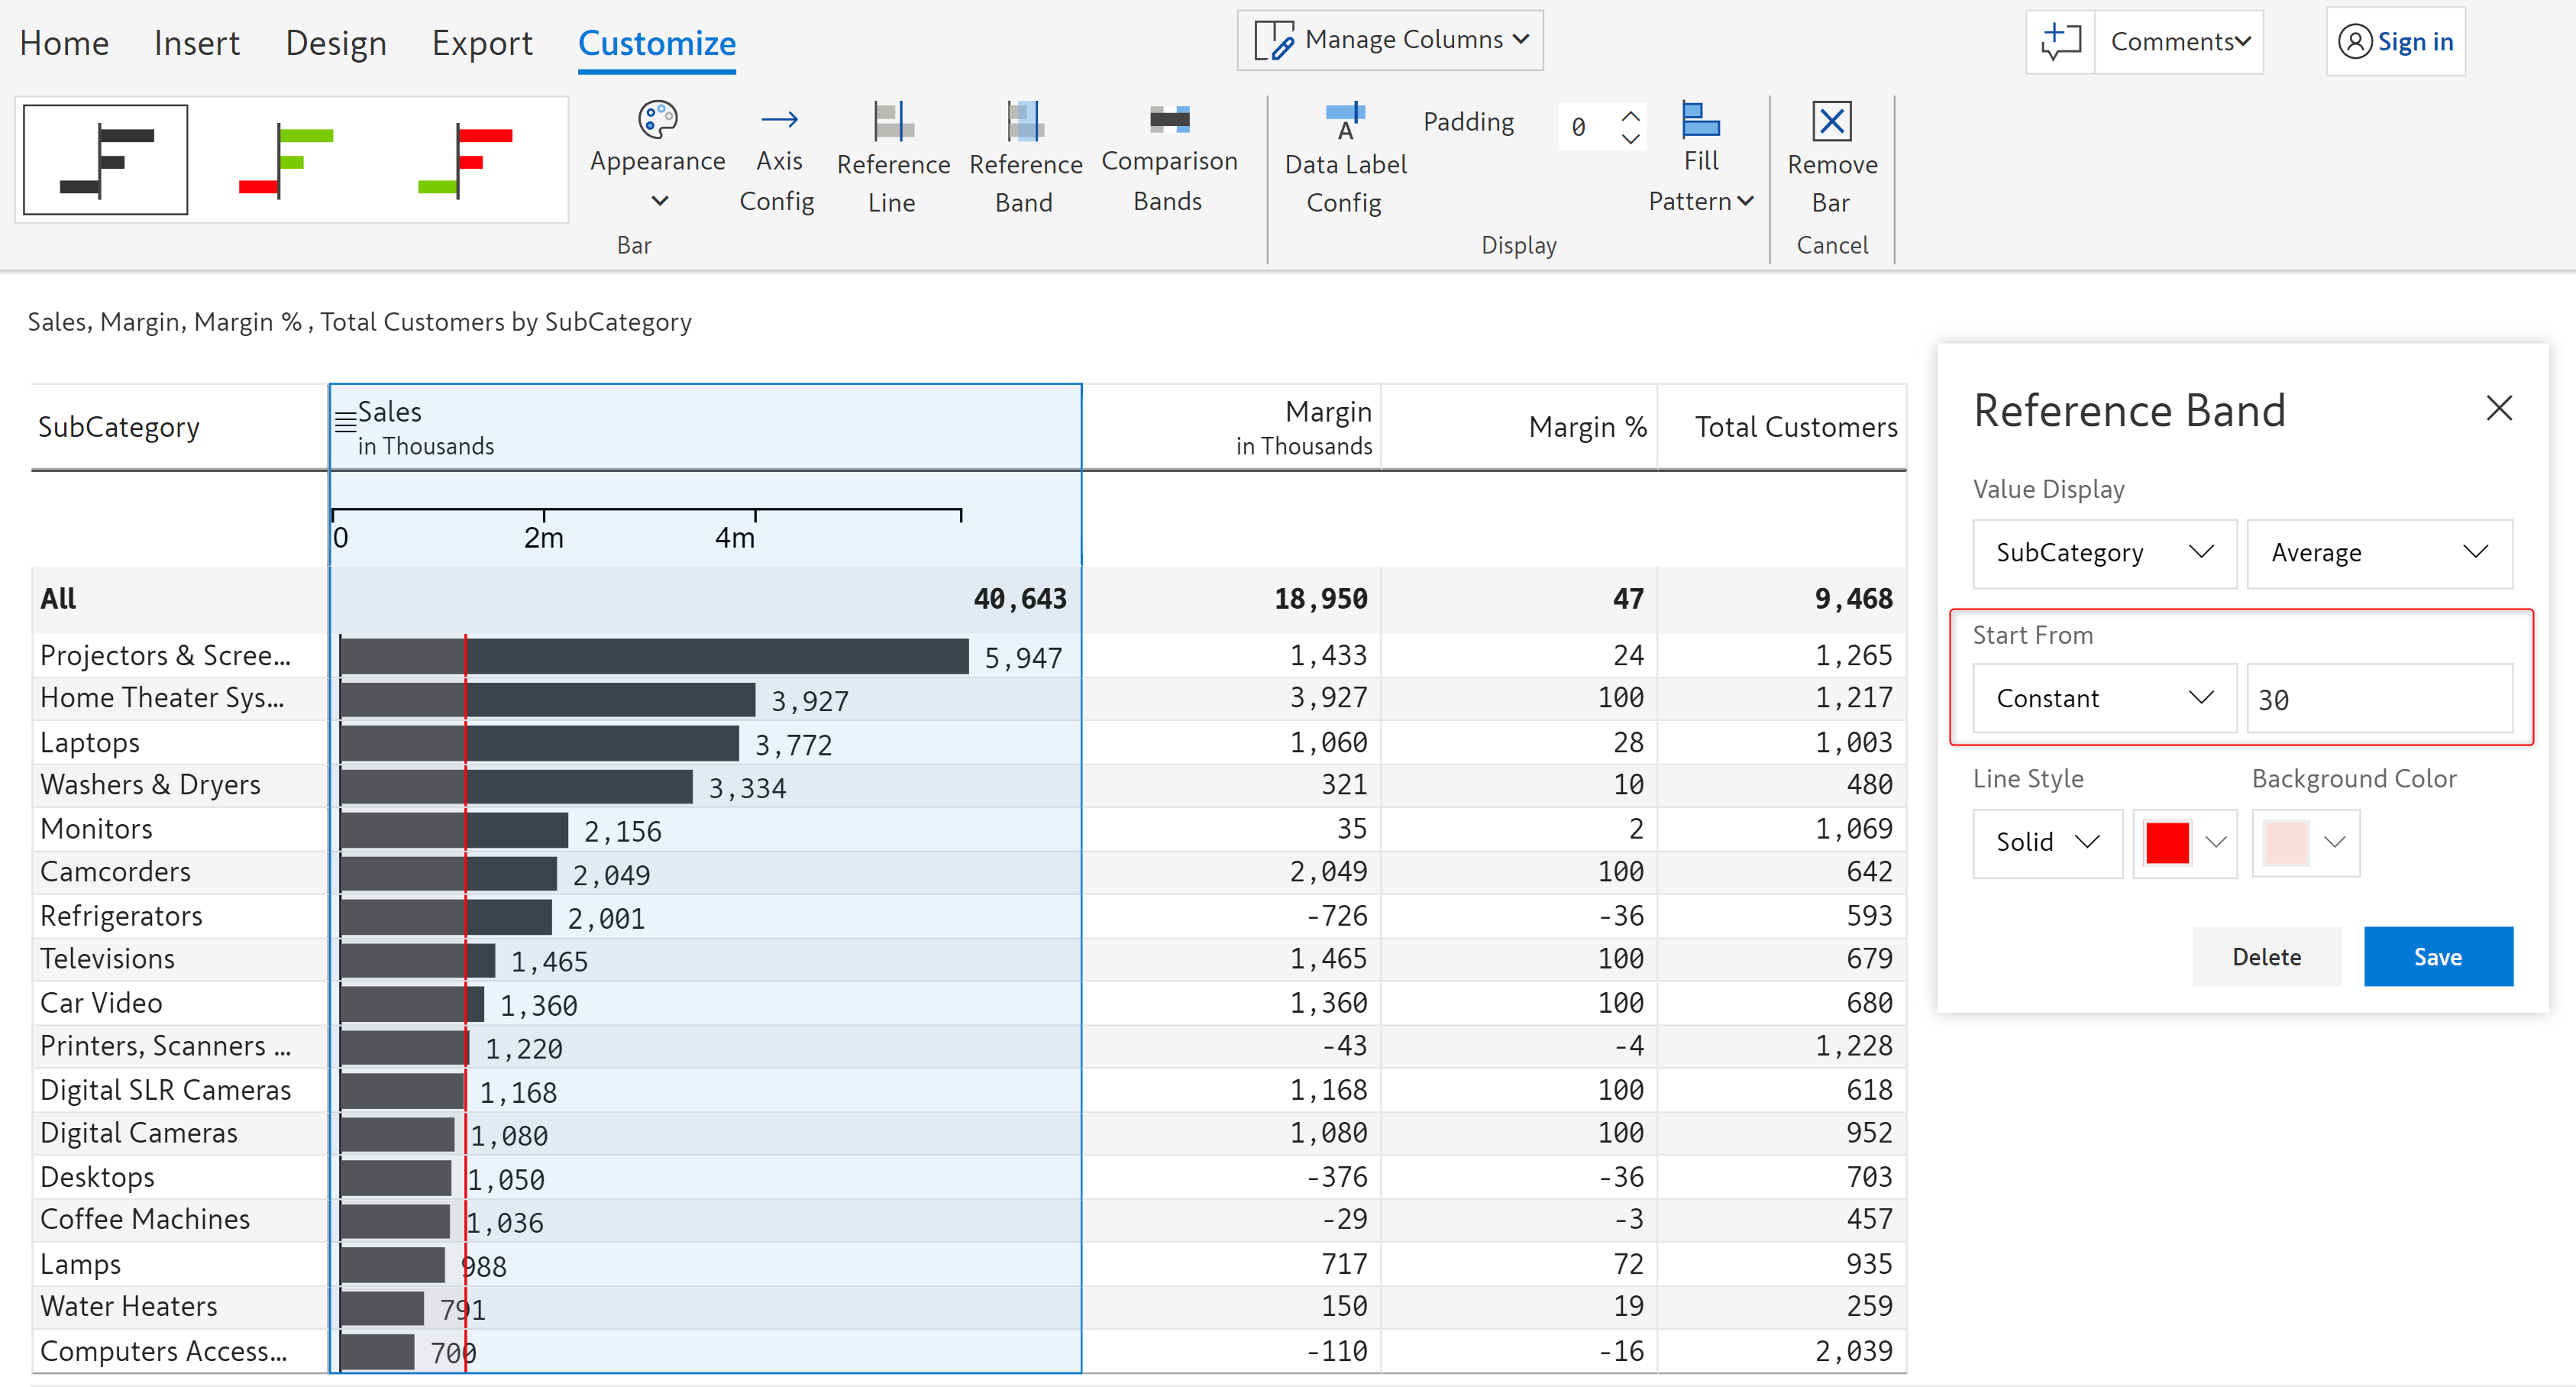 Home Insert Design Export Customize Manage Columns Comments Sign in
Appearance Axis Config Reference Line Reference Band Comparison Bands Data Label Config Padding 0 Fill Pattern Remove Bar
Bar Display Cancel
Sales, Margin, Margin % , Total Customers by SubCategory
SubCategory Sales in Thousands Margin in Thousands Margin % Total Customers
0 2m 4m
All 40,643 18,950 47 9,468
Projectors & Scree... 5,947 1,433 24 1,265
Home Theater Sys... 3,927 3,927 100 1,217
Laptops 3,772 1,060 28 1,003
Washers & Dryers 3,334 321 10 480
Monitors 2,156 35 2 1,069
Camcorders 2,049 2,049 100 642
Refrigerators 2,001 -726 -36 593
Televisions 1,465 1,465 100 679
Car Video 1,360 1,360 100 680
Printers, Scanners ... 1,220 -43 -4 1,228
Digital SLR Cameras 1,168 1,168 100 618
Digital Cameras 1,080 1,080 100 952
Desktops 1,050 -376 -36 703
Coffee Machines 1,036 -29 -3 457
Lamps 988 717 72 935
Water Heaters 791 150 19 259
Computers Access... 700 -110 -16 2,039
Reference Band
Value Display
SubCategory Average
Start From
Constant 30
Line Style Background Color
Solid
Delete Save